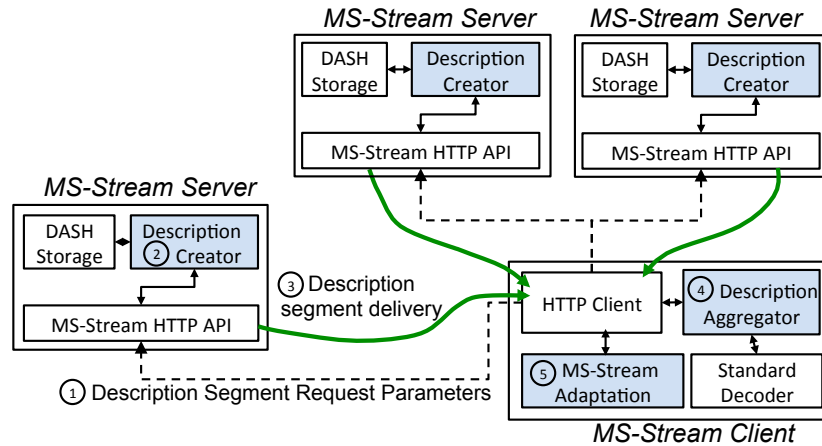 MS-Stream Server
MS-Stream Server
DASH
Storage
Description
Creator
MS-Stream HTTP API
DASH
Storage
Description
Creator
MS-Stream HTTP API
MS-Stream Server
DASH
Storage
Description
2 Creator
MS-Stream HTTP API
3 Description
segment delivery
1 Description Segment Request Parameters
HTTP Client
4 Description
Aggregator
5 MS-Stream
Adaptation
Standard
Decoder
MS-Stream Client